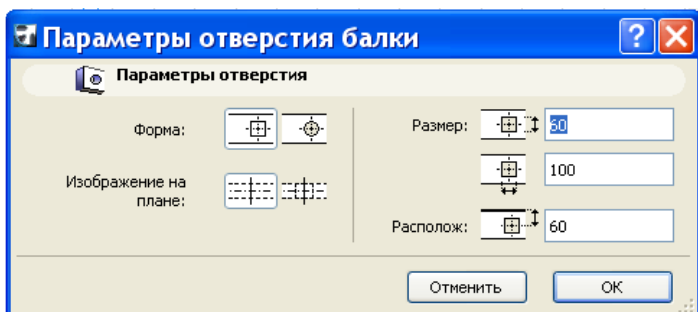 Параметры отверстия балки
Параметры отверстия
Форма:
Размер:
60
100
Изображение на
плане:
Располож:
60
Отменить
OK